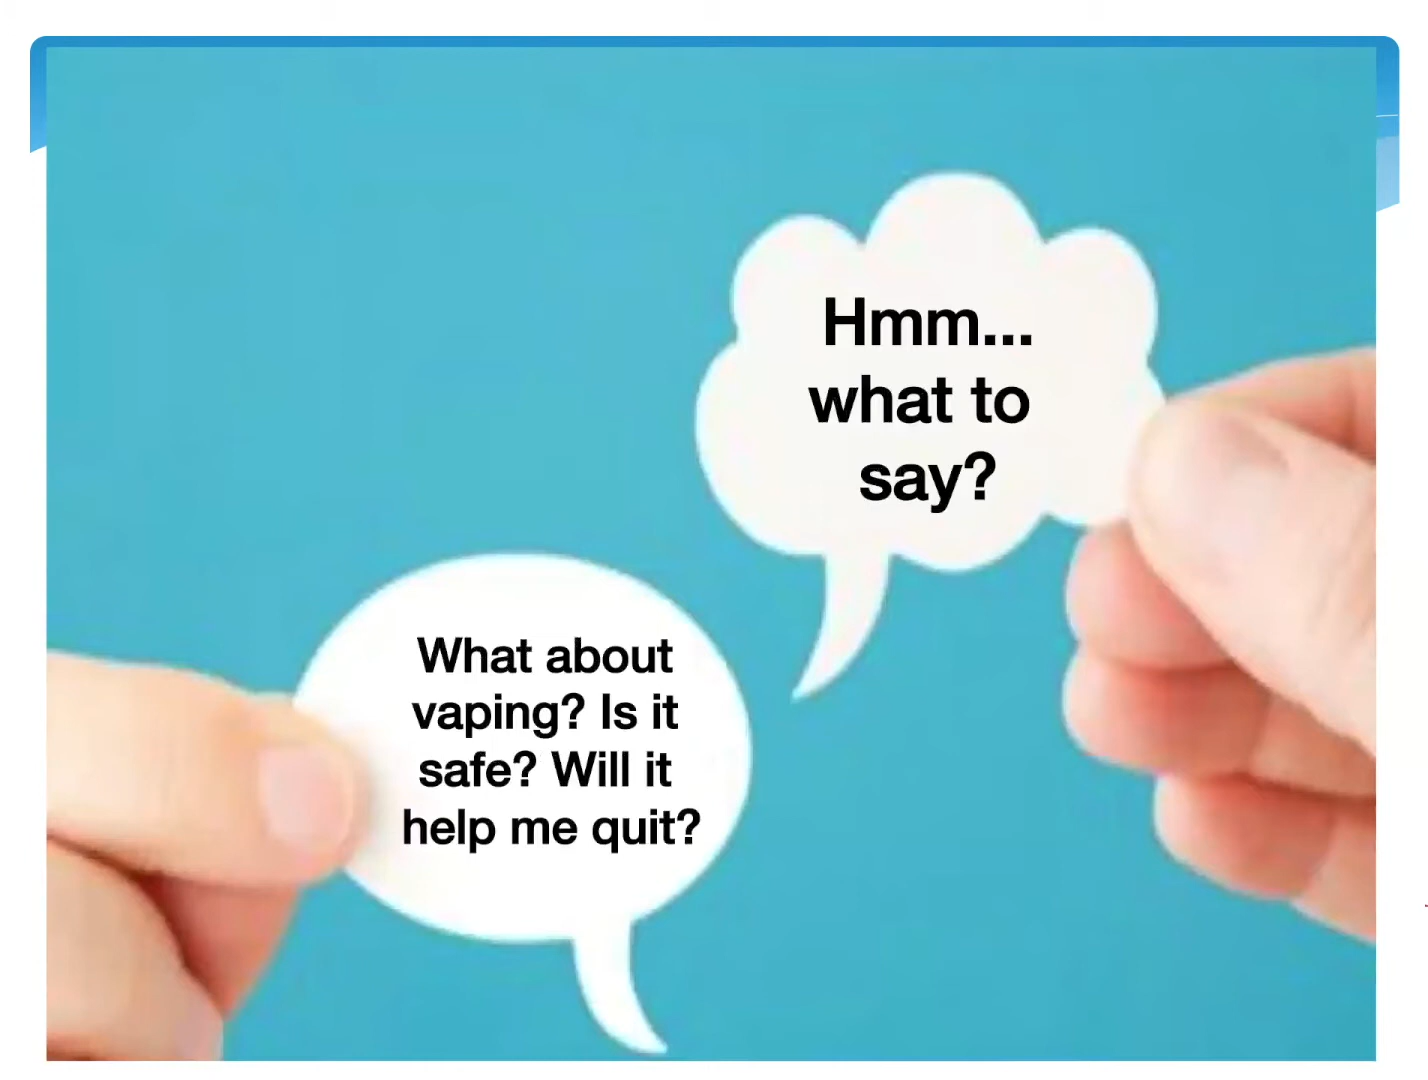 Hmm...
what to
say?
What about
vaping? Is it
safe? Will it
help me quit?